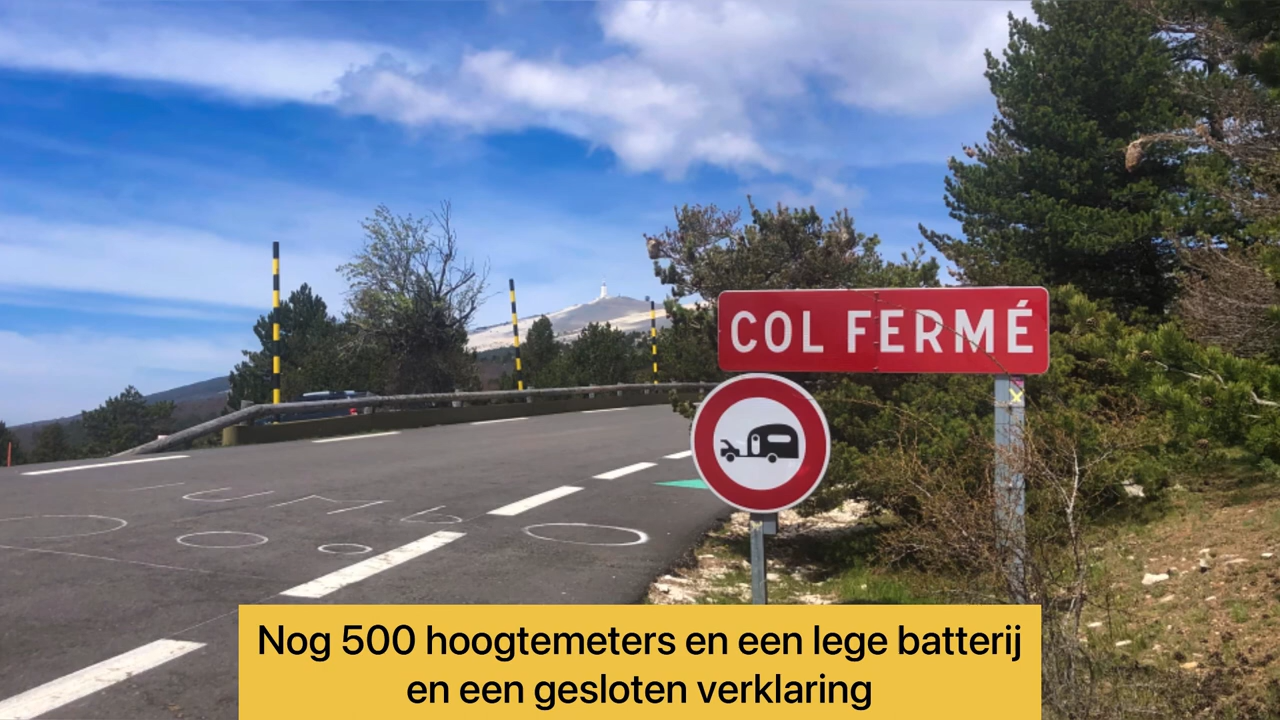 COL FERMÉ
Nog 500 hoogtemeters en een lege batterij
en een gesloten verklaring